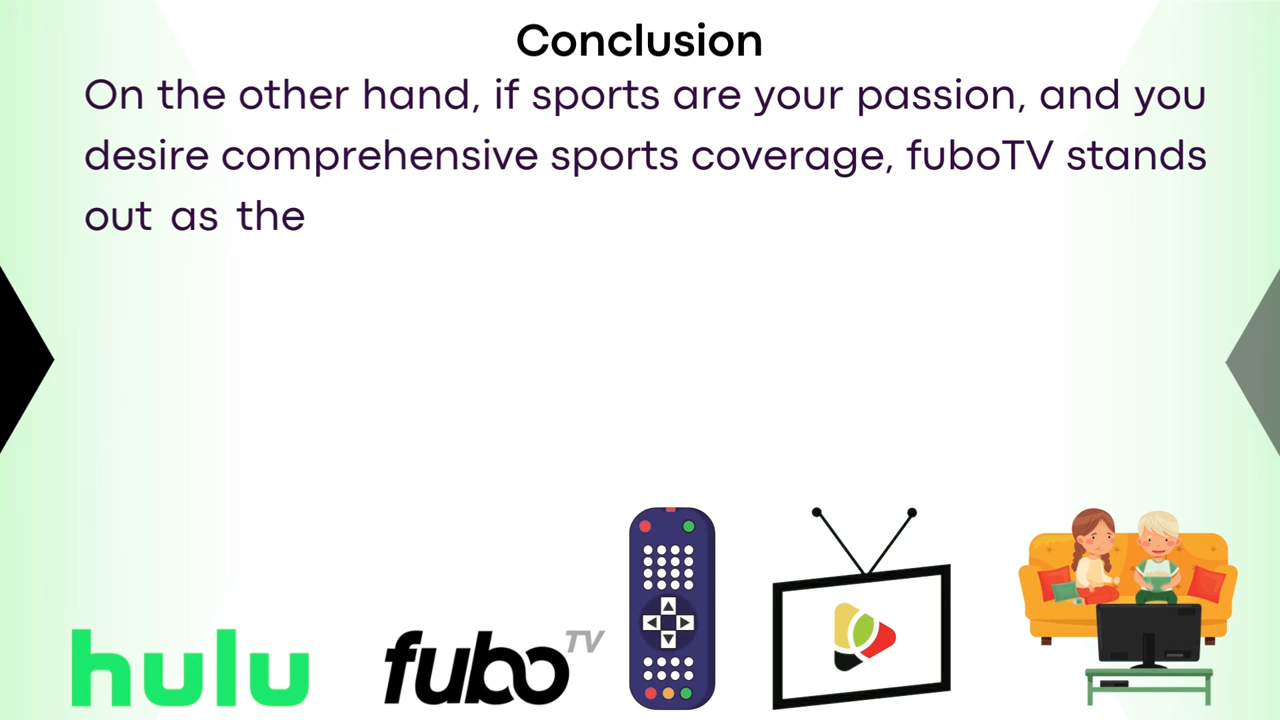 Conclusion
On the other hand, if sports are your passion, and you
desire comprehensive sports coverage, fuboTV stands
out as the
hulu
fubo TV